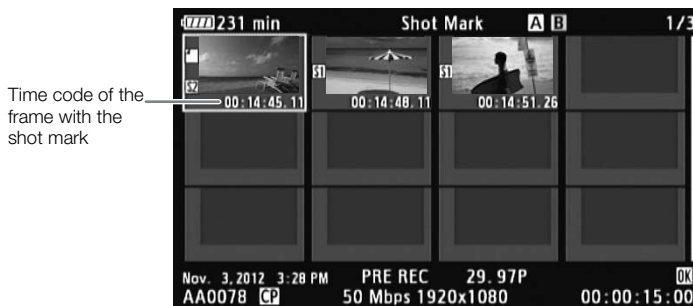 231 min Shot Mark A B 1/3
S2 S1 S1
00:14:45.11 00:14:48.11 00:14:51.26
Time code of the
frame with the
shot mark
Nov. 3,2012 3:28 PM PRE REC 29.97P OK
AA0078 CP 50 Mbps 1920x1080 00:00:15:00